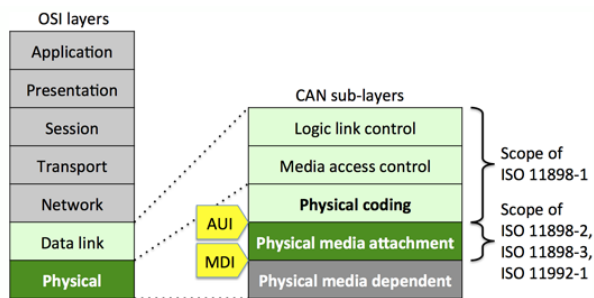 OSI layers
Application
Presentation
Session
Transport
Network
Data link
Physical
CAN sub-layers
Logic link control
Media access control
Physical coding
Physical media attachment
Physical media dependent
AUI
MDI
Scope of
ISO 11898-1
Scope of
ISO 11898-2,
ISO 11898-3,
ISO 11992-1